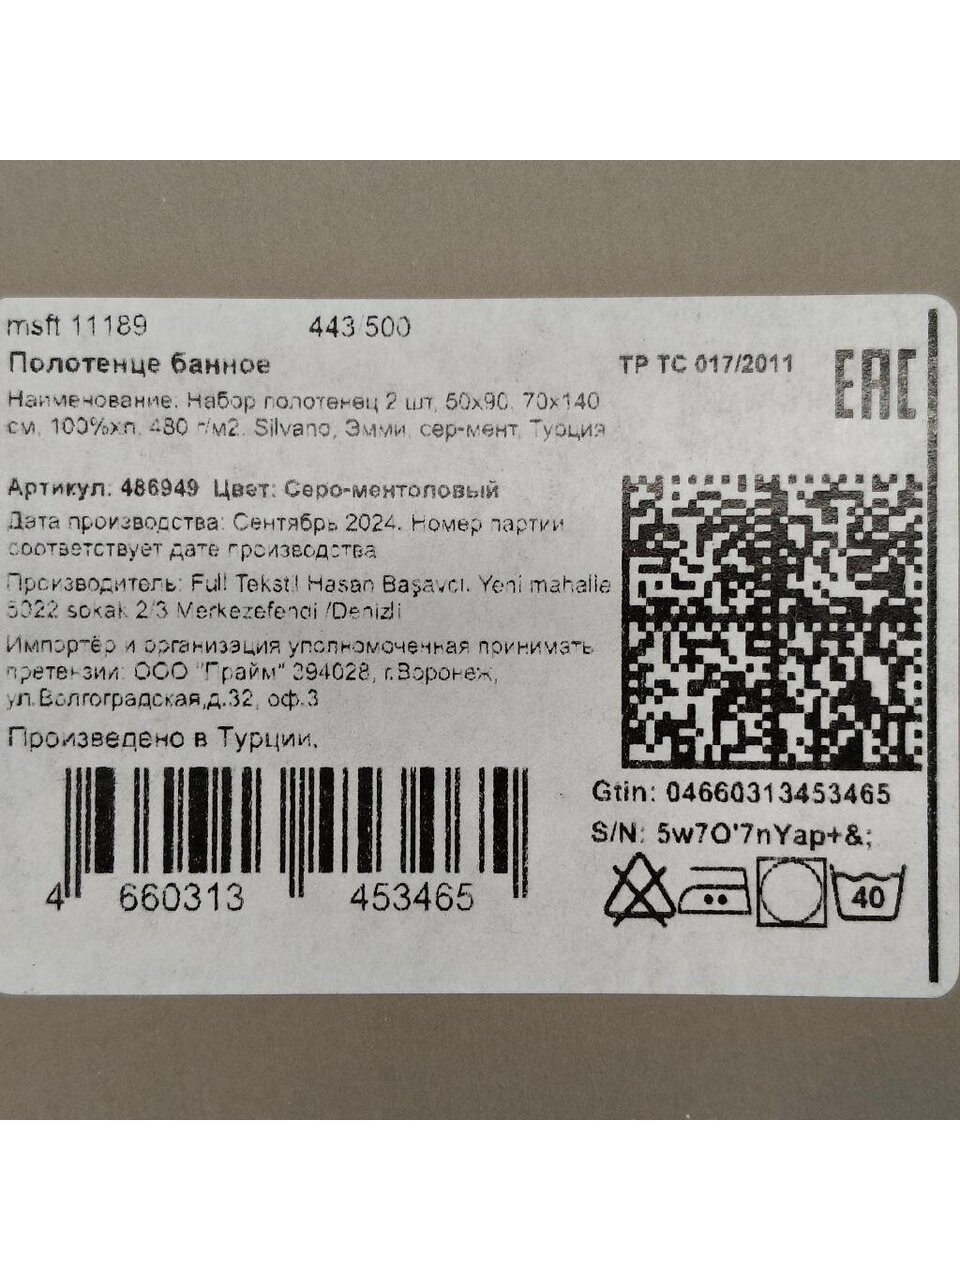 msft 11189 443 500
Полотенце банное
ТР ТС 017/2011
EAC
Наименование: Набор полотенец 2 шт, 50x90, 70x140
см, 100%хл, 480 г/м2. Silvano, Эмми, сер-мент, Турция
Артикул: 486949 Цвет: Серо-ментоловый
Дата производства: Сентябрь 2024. Номер партии
соответствует дате производства
Производитель: Full Tekstil Hasan Başavcı. Yeni mahalle
5022 sokak 2/3 Merkezefendi /Denizli
Импортёр и организация уполномоченная принимать
претензии: ООО "Грайм" 394028, г.Воронеж,
ул.Волгоградская,д.32, оф.3
Произведено в Турции.
4 660313 453465
Gtin: 04660313453465
S/N: 5w7O'7nYap+&;
40